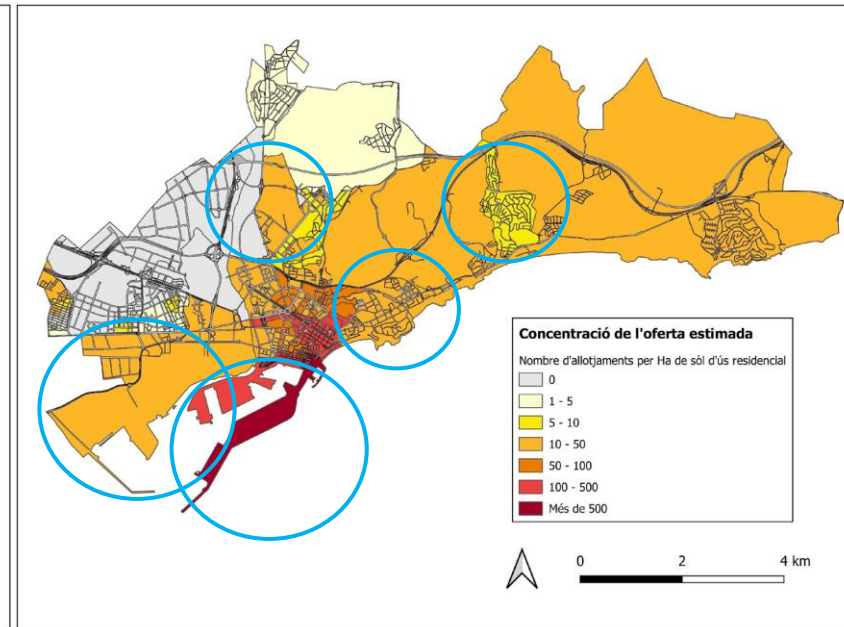 Concentració de l'oferta estimada
Nombre d'allotjaments per Ha de sòl d'ús residencial
0
1 - 5
5 - 10
10 - 50
50 - 100
100 - 500
Més de 500
0 2 4 km